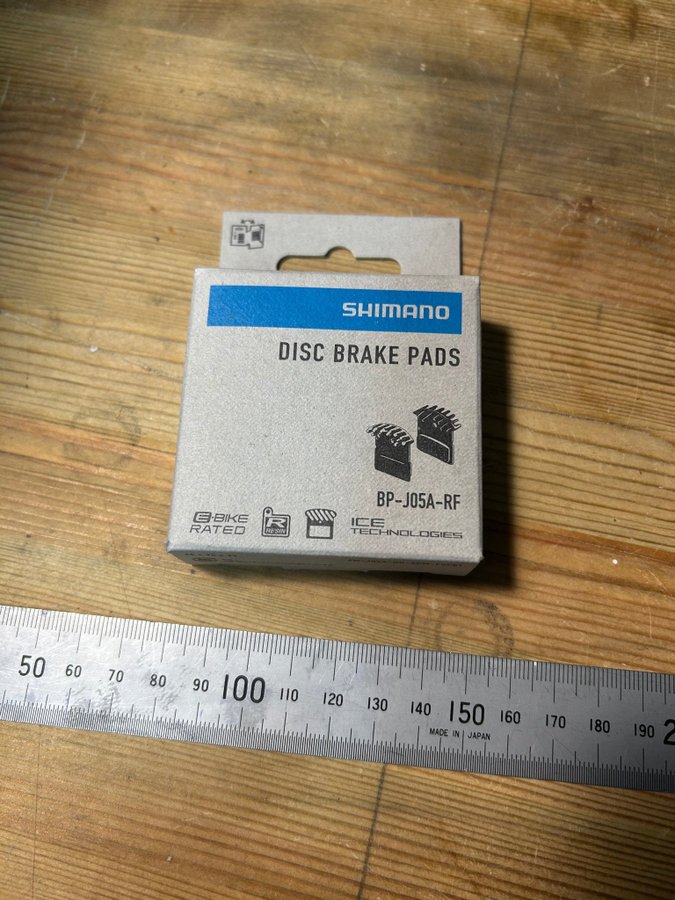 SHIMANO
DISC BRAKE PADS
BP-J05A-RF
E-BIKE RATED
R
RESIN
ICE TECHNOLOGIES
50 60 70 80 90 100 110 120 130 140 150 160 170 180 190
MADE IN JAPAN